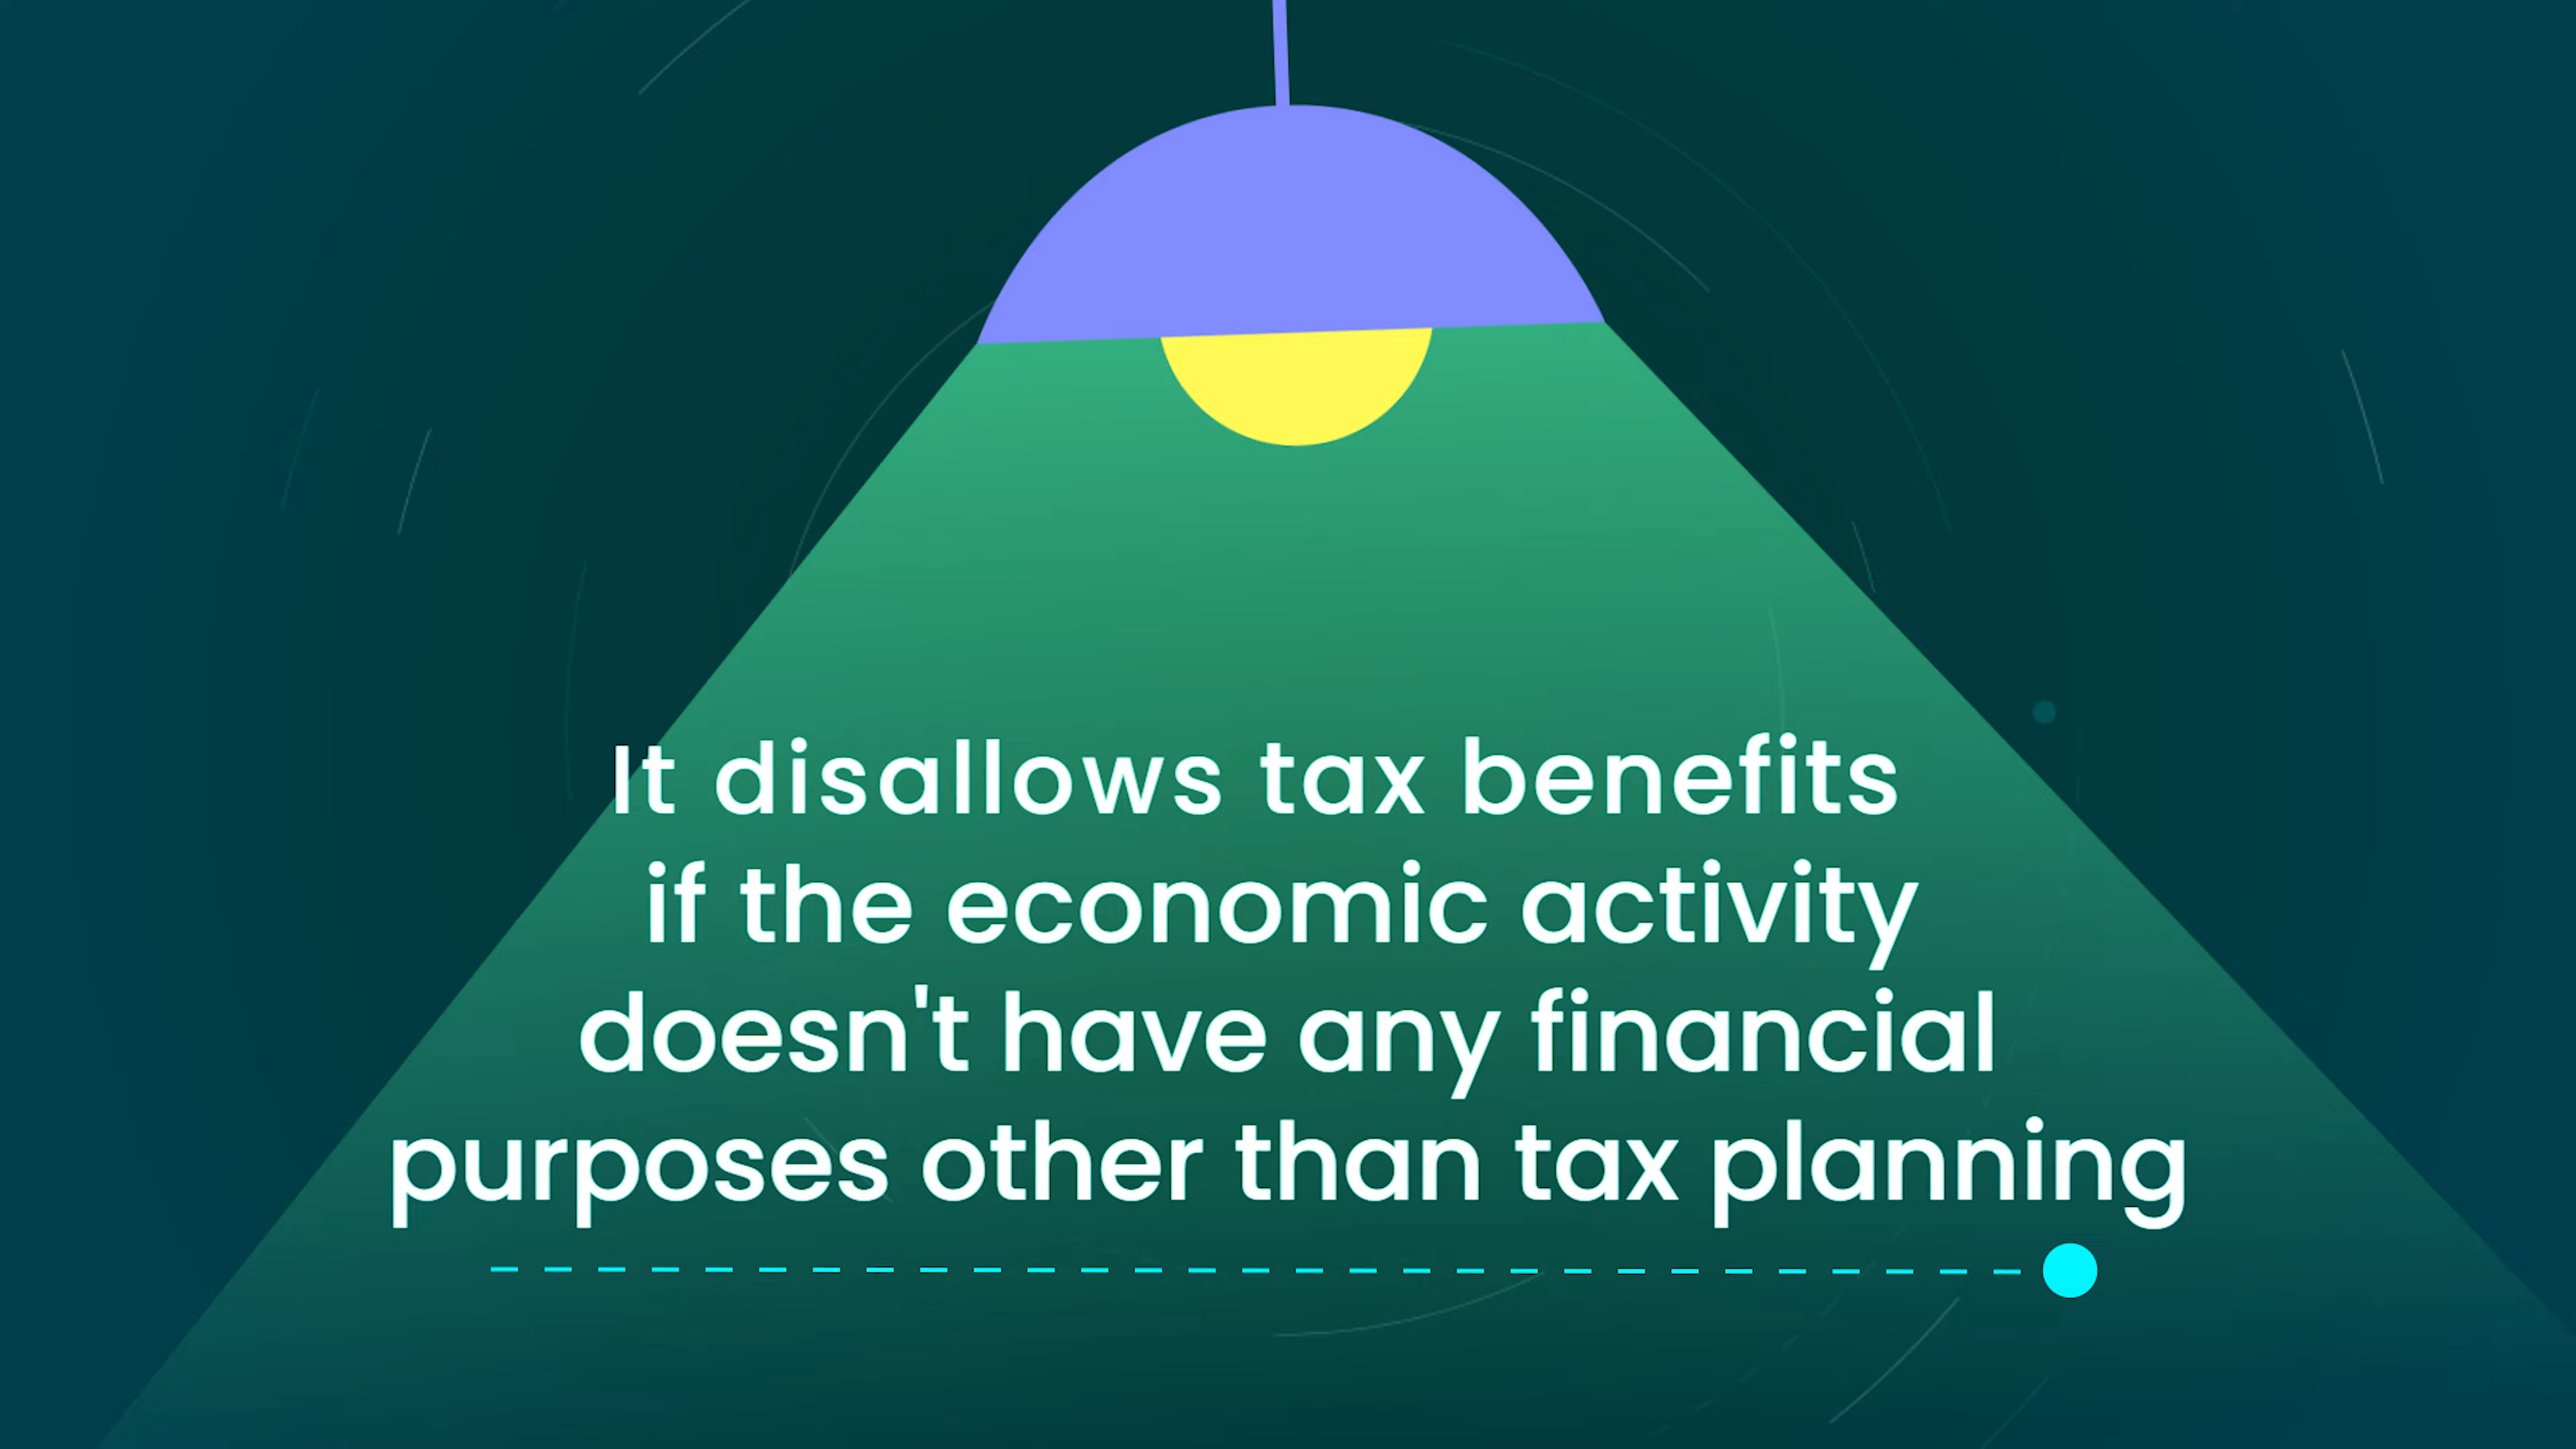 It disallows tax benefits
if the economic activity
doesn't have any financial
purposes other than tax planning